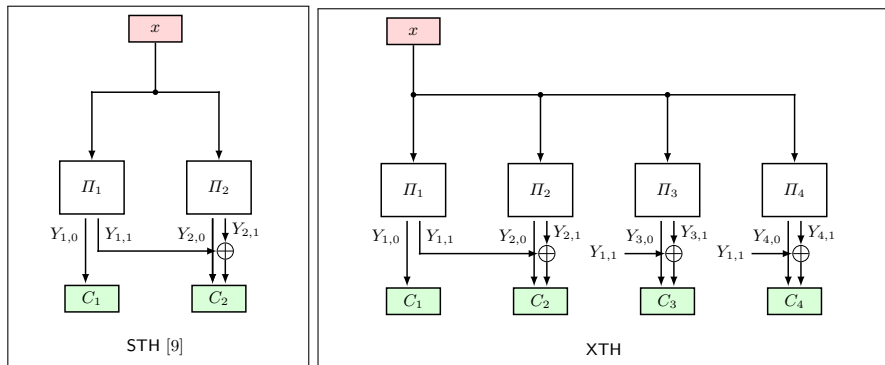 x
Π₁ Π₂
Y₁,₀ Y₁,₁ Y₂,₀ Y₂,₁
C₁ C₂
STH [9]
x
Π₁ Π₂ Π₃ Π₄
Y₁,₀ Y₁,₁ Y₂,₀ Y₂,₁ Y₃,₀ Y₃,₁ Y₄,₀ Y₄,₁
Y₁,₁ Y₁,₁
C₁ C₂ C₃ C₄
XTH